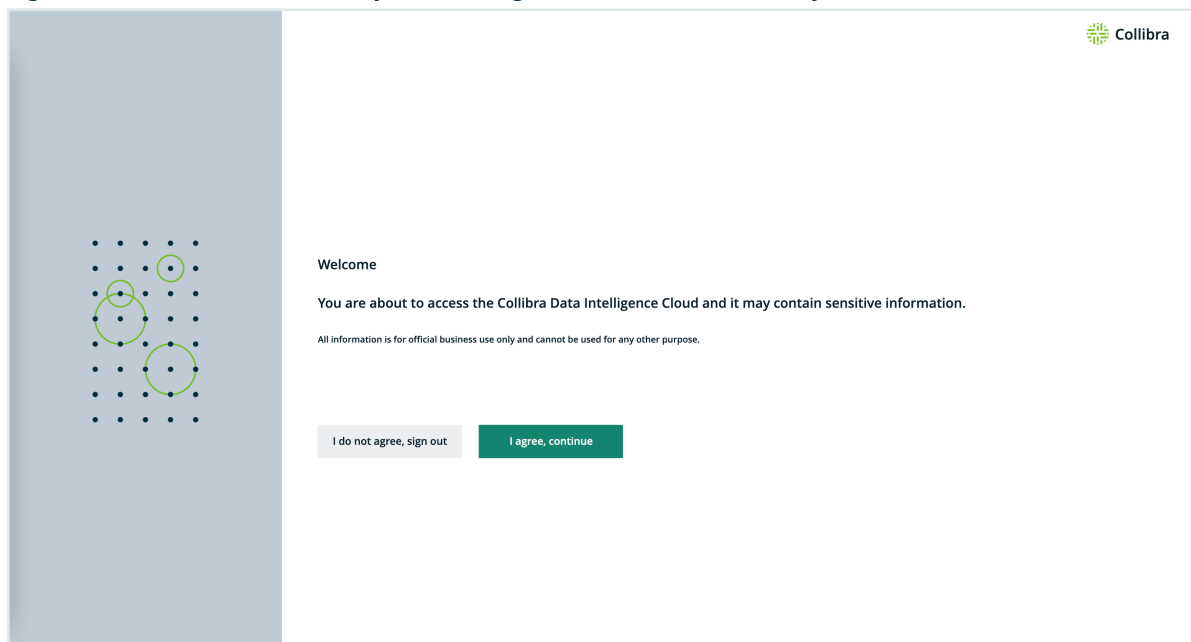 Collibra
Welcome
You are about to access the Collibra Data Intelligence Cloud and it may contain sensitive information.
All information is for official business use only and cannot be used for any other purpose.
I do not agree, sign out
I agree, continue